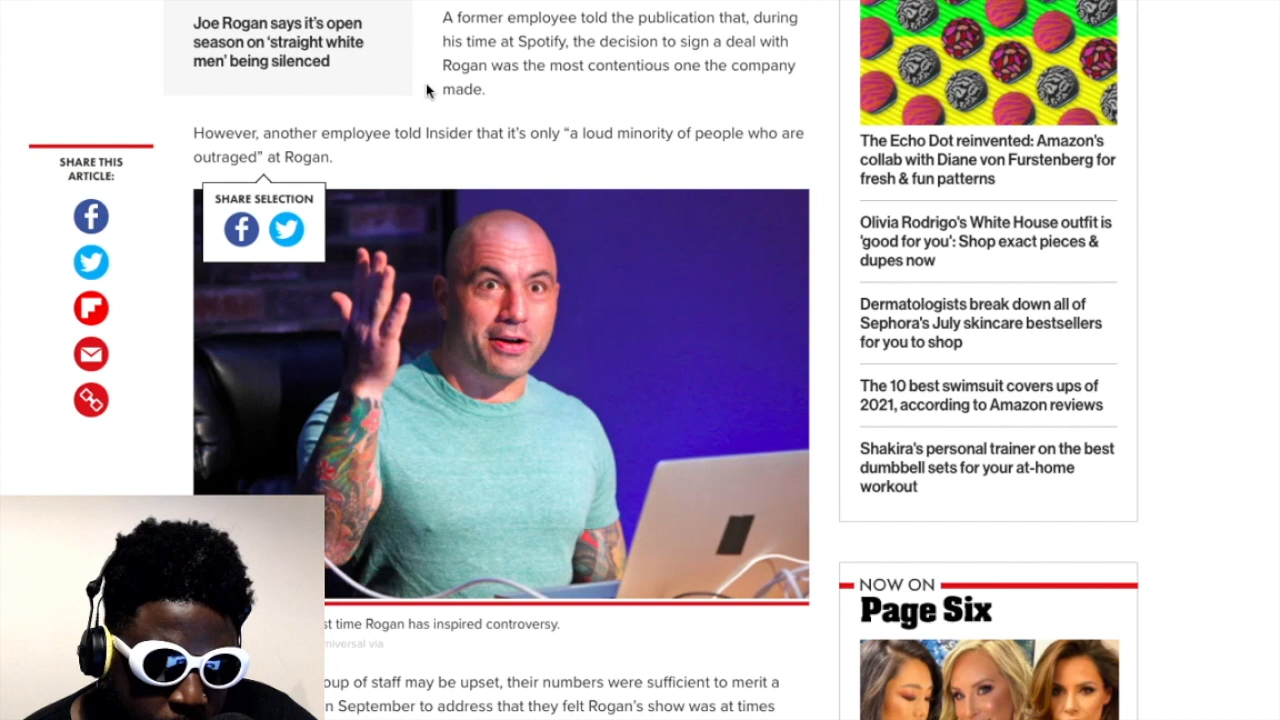 Joe Rogan says it's open
season on ‘straight white
men’ being silenced
A former employee told the publication that, during
his time at Spotify, the decision to sign a deal with
Rogan was the most contentious one the company
made.
However, another employee told Insider that it's only “a loud minority of people who are
outraged” at Rogan.
SHARE THIS
ARTICLE:
SHARE SELECTION
st time Rogan has inspired controversy.
niversal via
oup of staff may be upset, their numbers were sufficient to merit a
n September to address that they felt Rogan's show was at times
The Echo Dot reinvented: Amazon's
collab with Diane von Furstenberg for
fresh & fun patterns
Olivia Rodrigo's White House outfit is
'good for you': Shop exact pieces &
dupes now
Dermatologists break down all of
Sephora's July skincare bestsellers
for you to shop
The 10 best swimsuit covers ups of
2021, according to Amazon reviews
Shakira's personal trainer on the best
dumbbell sets for your at-home
workout
NOW ON
Page Six